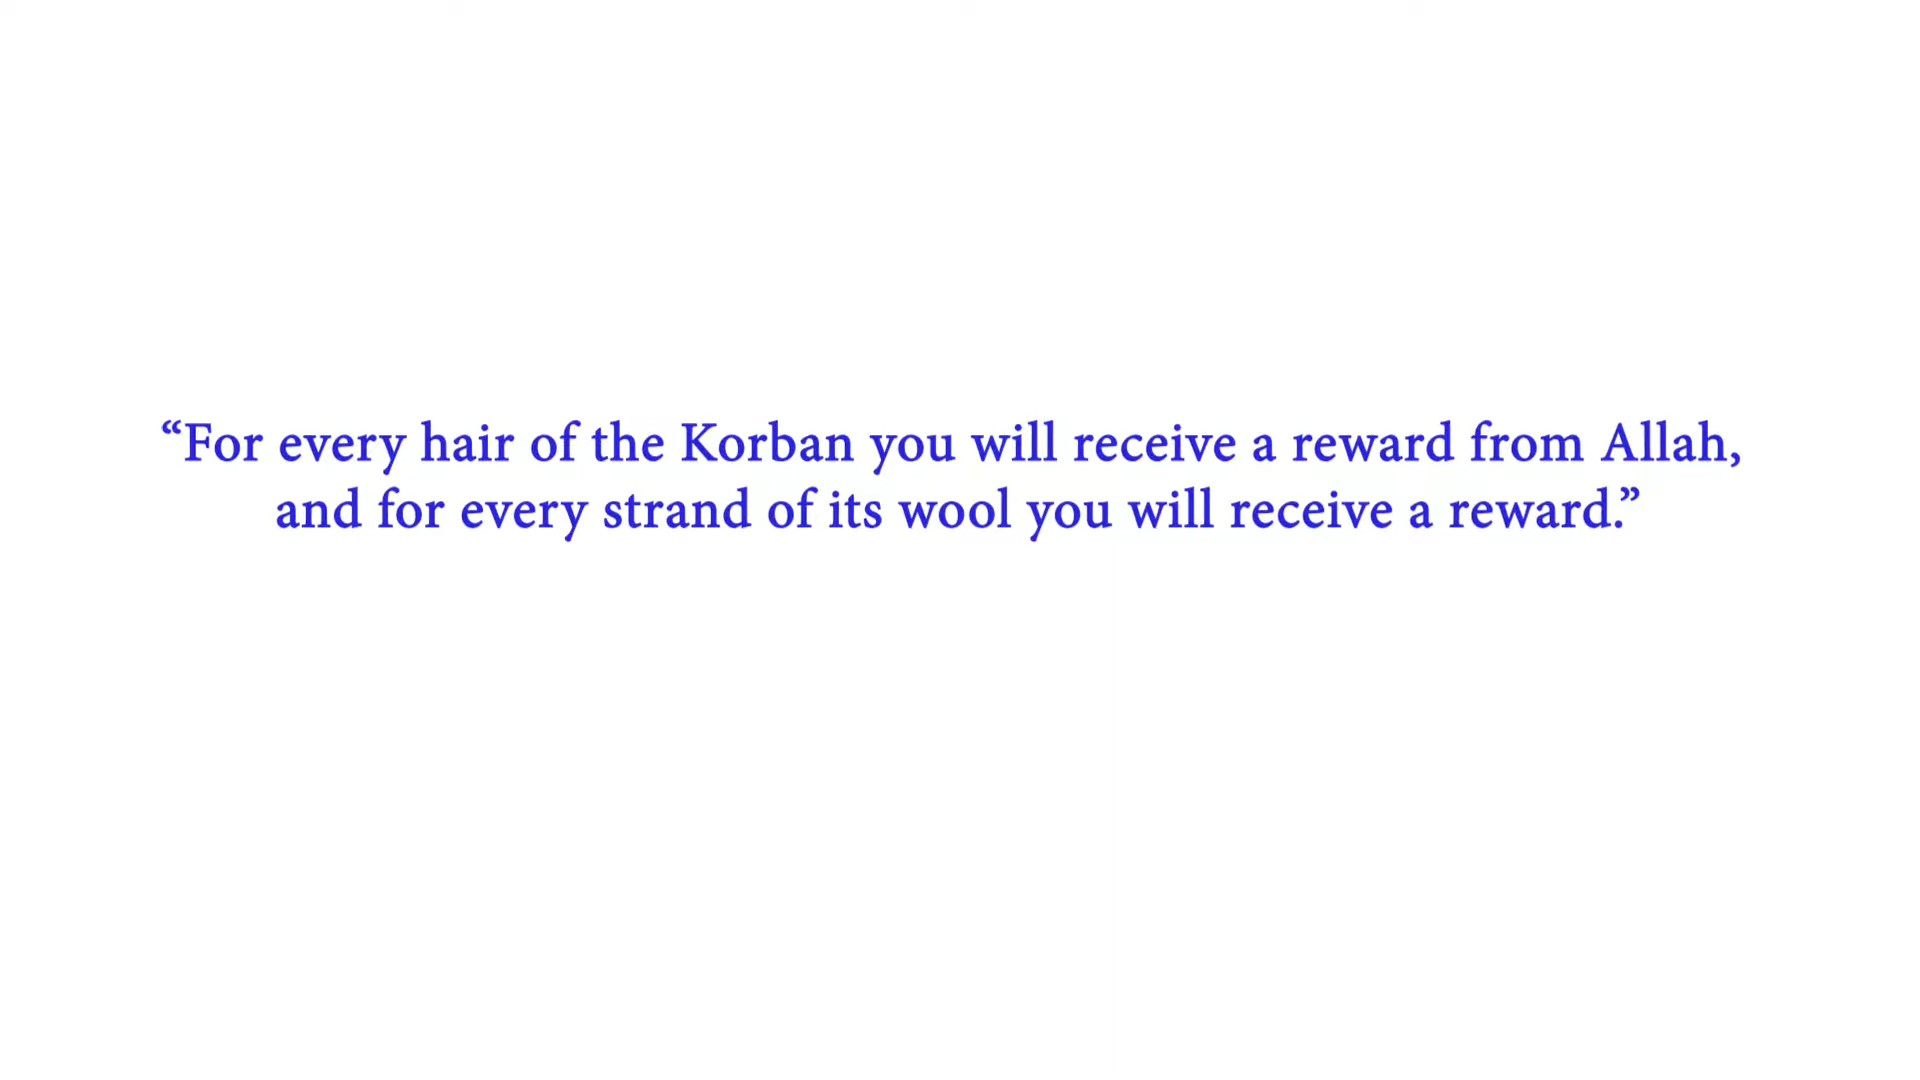 “For every hair of the Korban you will receive a reward from Allah,
and for every strand of its wool you will receive a reward.”